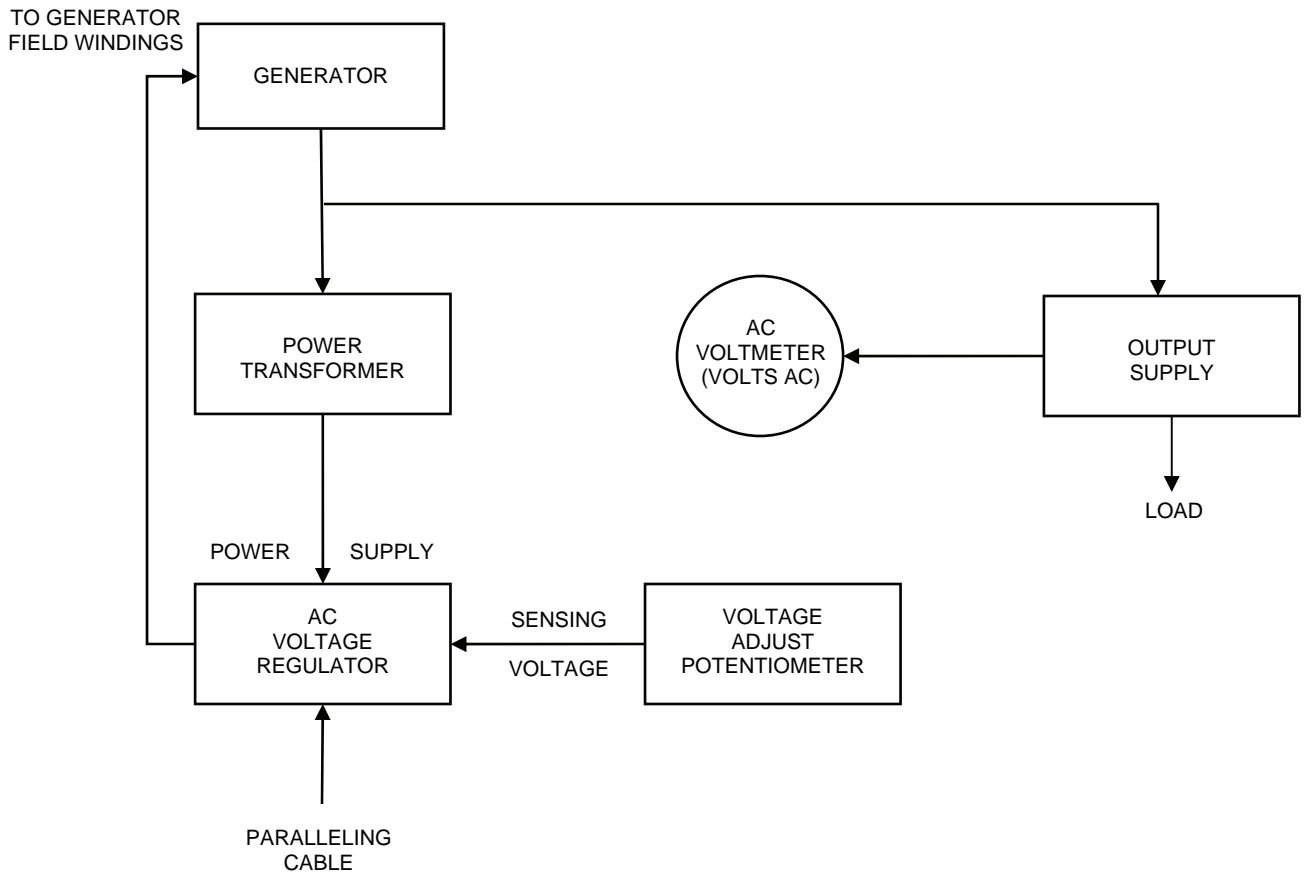 TO GENERATOR
FIELD WINDINGS
GENERATOR
POWER
TRANSFORMER
AC
VOLTMETER
(VOLTS AC)
OUTPUT
SUPPLY
LOAD
POWER SUPPLY
AC
VOLTAGE
REGULATOR
SENSING
VOLTAGE
VOLTAGE
ADJUST
POTENTIOMETER
PARALLELING
CABLE